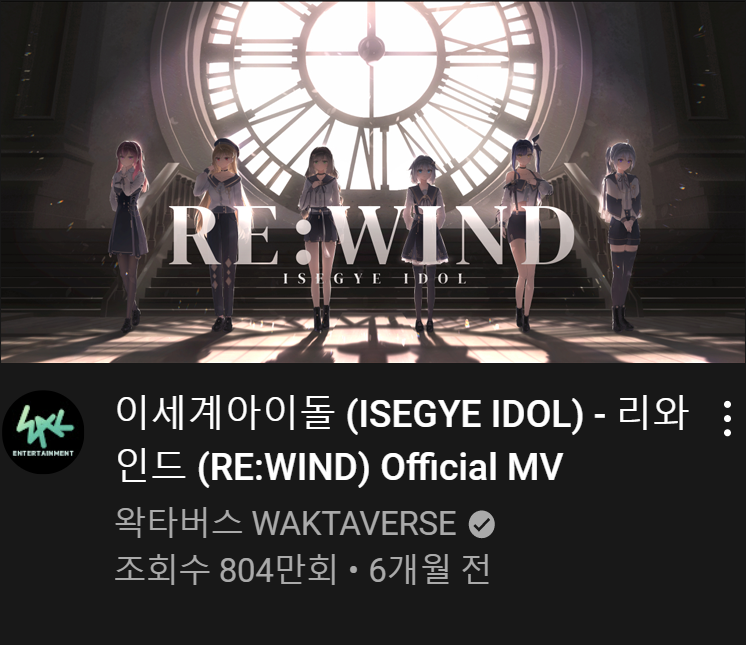 RE:WIND
ISEGYE IDOL
ENTERTAINMENT
이세계아이돌 (ISEGYE IDOL) - 리와
인드 (RE:WIND) Official MV
왁타버스 WAKTAVERSE
조회수 804만회 • 6개월 전